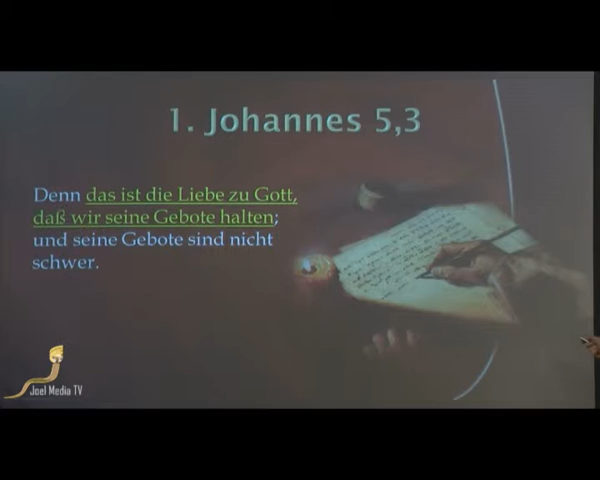 1. Johannes 5,3
Denn das ist die Liebe zu Gott,
daß wir seine Gebote halten;
und seine Gebote sind nicht
schwer.
Joel Media TV